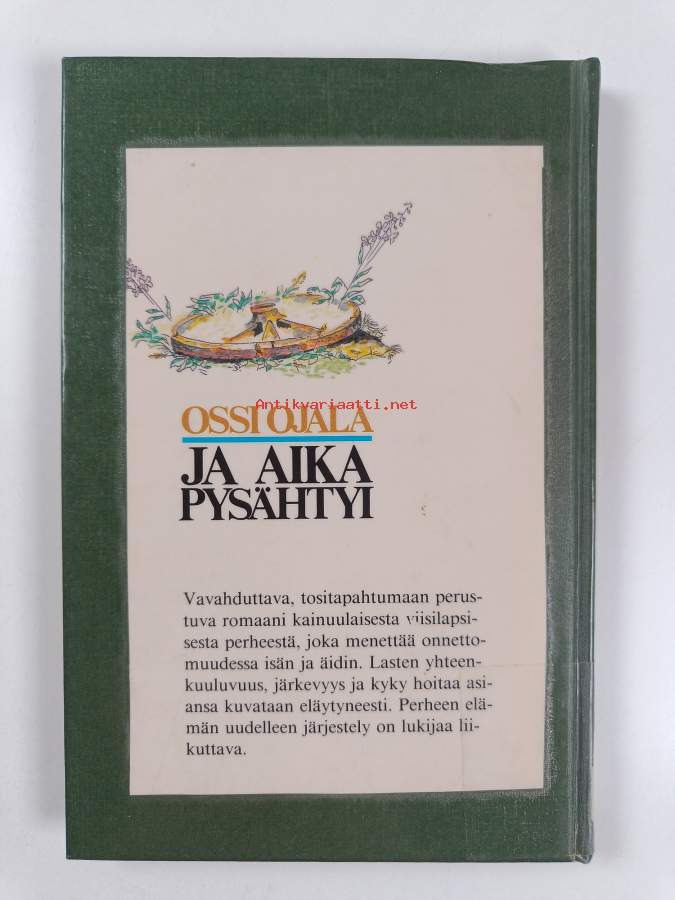 Antikvariaatti.net
OSSI OJALA
JA AIKA
PYSÄHTYI
Vavahduttava, tositapahtumaan perus-
tuva romaani kainuulaisesta viisilapsi-
sesta perheestä, joka menettää onnetto-
muudessa isän ja äidin. Lasten yhteen-
kuuluvuus, järkevyys ja kyky hoitaa asi-
ansa kuvataan eläytyneesti. Perheen elä-
män uudelleen järjestely on lukijaa lii-
kuttava.